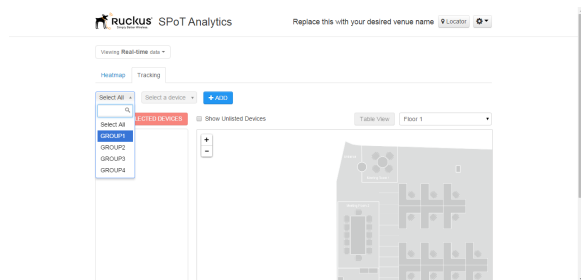 Ruckus SPoT Analytics
Simply Better Wireless.
Replace this with your desired venue name
Locator
Viewing Real-time data
Heatmap
Tracking
Select All
Select a device
+ ADD
LECTED DEVICES
Show Unlisted Devices
Table View
Floor 1
Select All
GROUP1
GROUP2
GROUP3
GROUP4
+
−